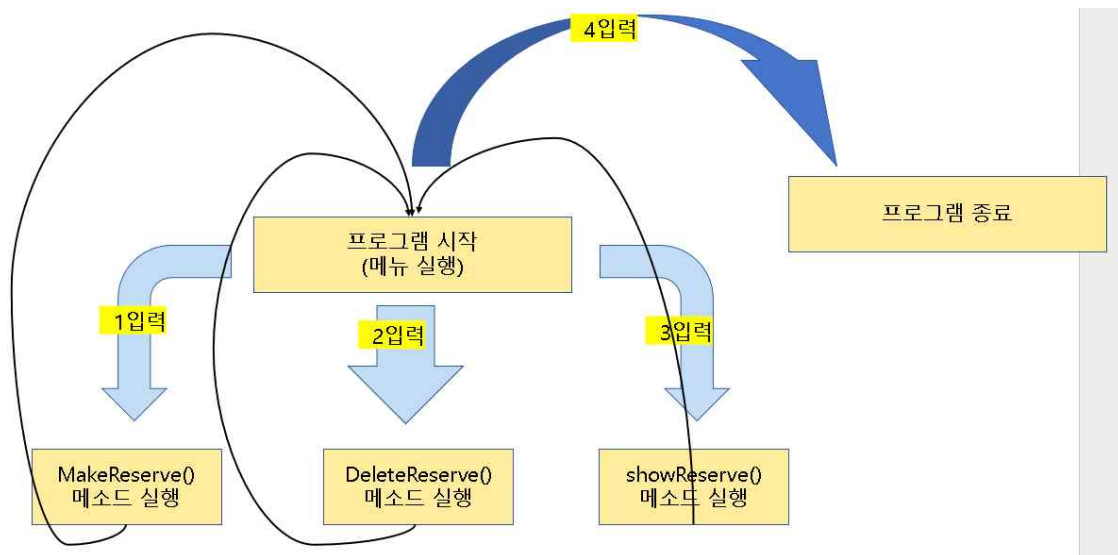 4입력
프로그램 종료
프로그램 시작
(메뉴 실행)
1입력
2입력
3입력
MakeReserve()
메소드 실행
DeleteReserve()
메소드 실행
showReserve()
메소드 실행